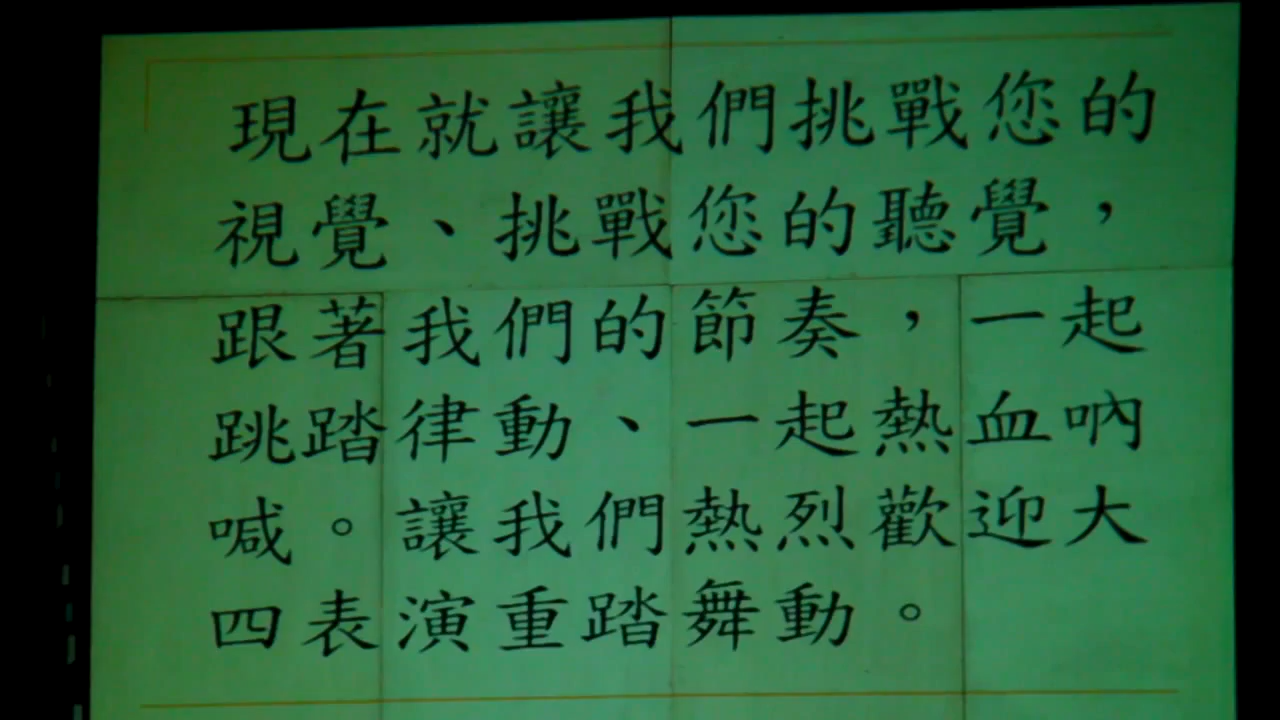 現在就讓我們挑戰您的
視覺、挑戰您的聽覺，
跟著我們的節奏，一起
跳踏律動、一起熱血吶
喊。讓我們熱烈歡迎大
四表演重踏舞動。